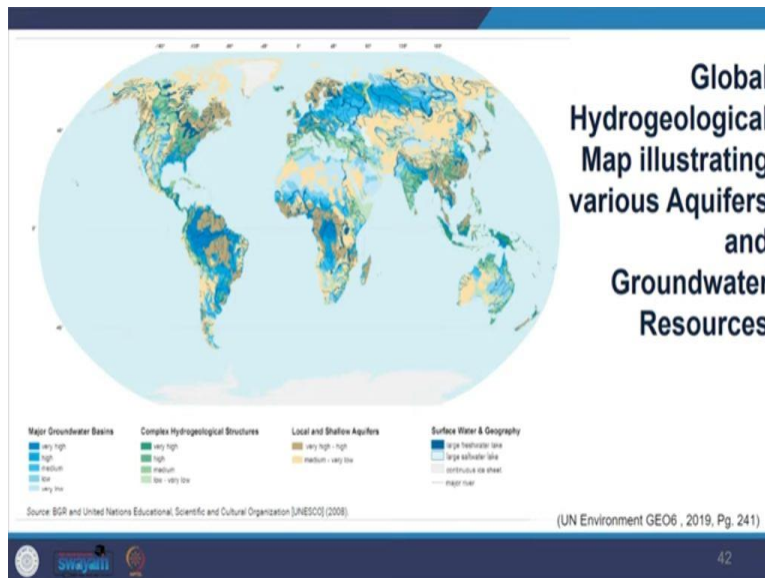 Global
Hydrogeological
Map illustrating
various Aquifers
and
Groundwater
Resources
Major Groundwater Basins
very high
high
medium
low
very low
Complex Hydrogeological Structures
very high
high
medium
low - very low
Local and Shallow Aquifers
very high - high
medium - very low
Surface Water & Geography
large freshwater lake
large saltwater lake
continuous ice sheet
major river
Source: BGR and United Nations Educational, Scientific and Cultural Organization [UNESCO] (2008).
(UN Environment GEO6 , 2019, Pg. 241)
swayam
42